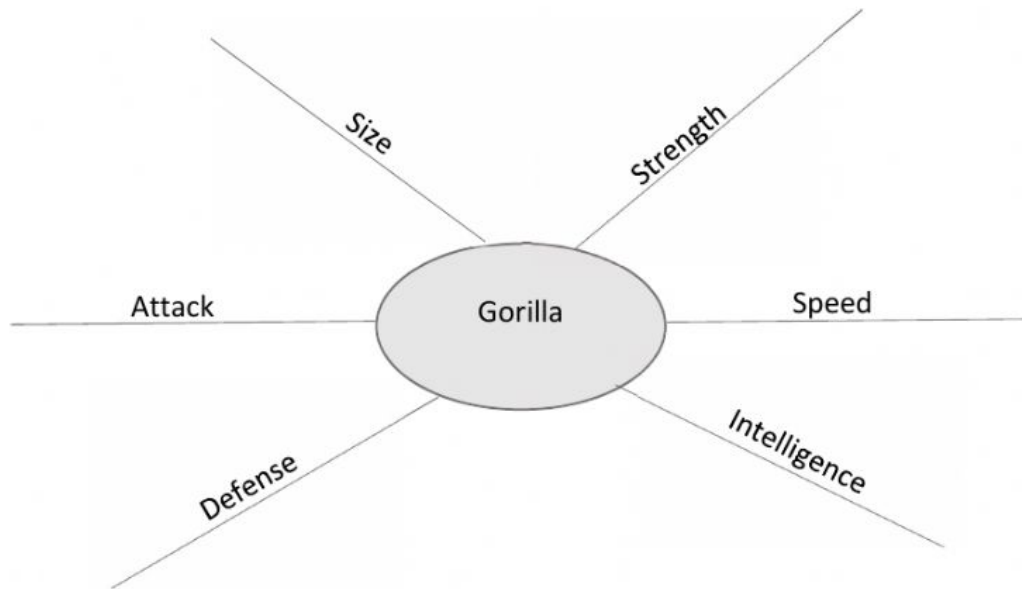 Size
Strength
Attack
Gorilla
Speed
Defense
Intelligence